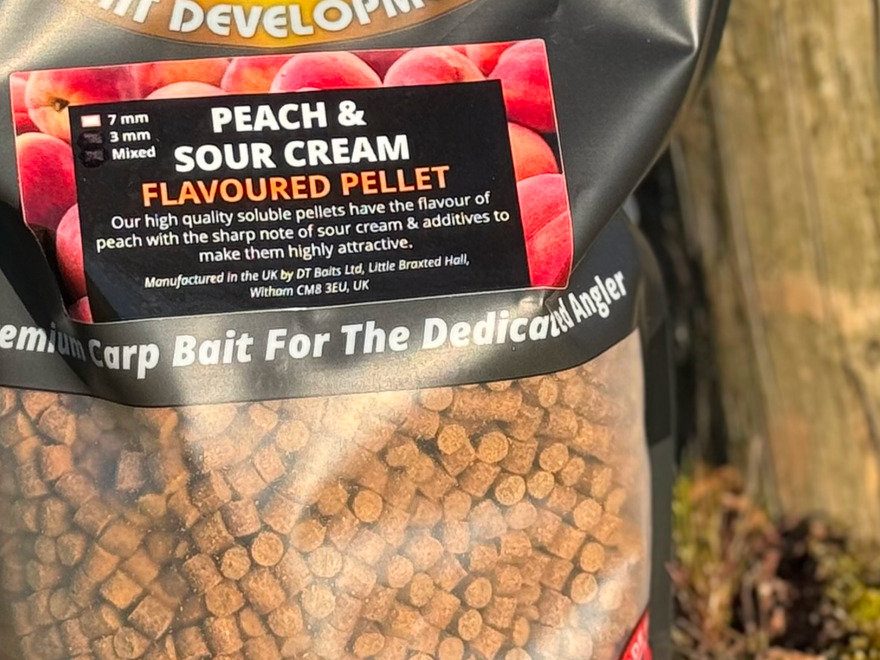 DEVELOPM
PEACH &
SOUR CREAM
FLAVOURED PELLET
7 mm
3 mm
Mixed
Our high quality soluble pellets have the flavour of
peach with the sharp note of sour cream & additives to
make them highly attractive.
Manufactured in the UK by DT Baits Ltd, Little Braxted Hall,
Witham CM8 3EU, UK
emium Carp Bait For The Dedicated Angler